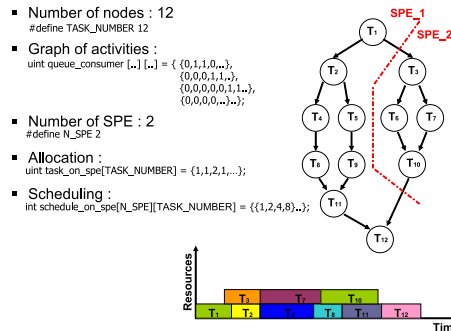 ▪ Number of nodes : 12
#define TASK_NUMBER 12
▪ Graph of activities :
uint queue_consumer [..] [..] = { {0,1,1,0,..},
{0,0,0,1,1,..},
{0,0,0,0,0,1,1,..},
{0,0,0,0,..}..};
▪ Number of SPE : 2
#define N_SPE 2
▪ Allocation :
uint task_on_spe[TASK_NUMBER] = {1,1,2,1,...};
▪ Scheduling :
int schedule_on_spe[N_SPE][TASK_NUMBER] = {{1,2,4,8}..};
SPE_1
SPE_2
T1
T2
T3
T4
T5
T6
T7
T8
T9
T10
T11
T12
Resources
T3
T7
T10
T1
T2
T4
T8
T11
T12
Tim